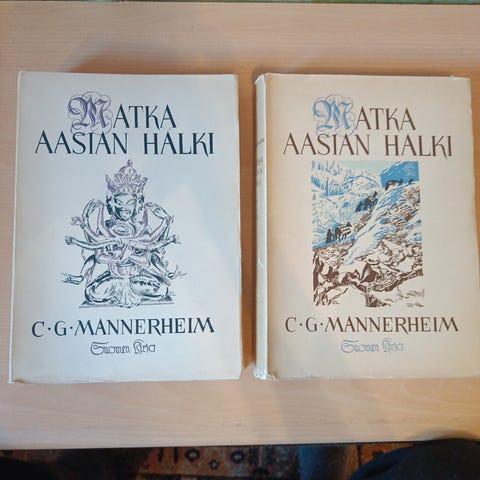 MATKA
AASIAN HALKI
C·G·MANNERHEIM
Suomen Kirja
MATKA
AASIAN HALKI
C·G·MANNERHEIM
Suomen Kirja